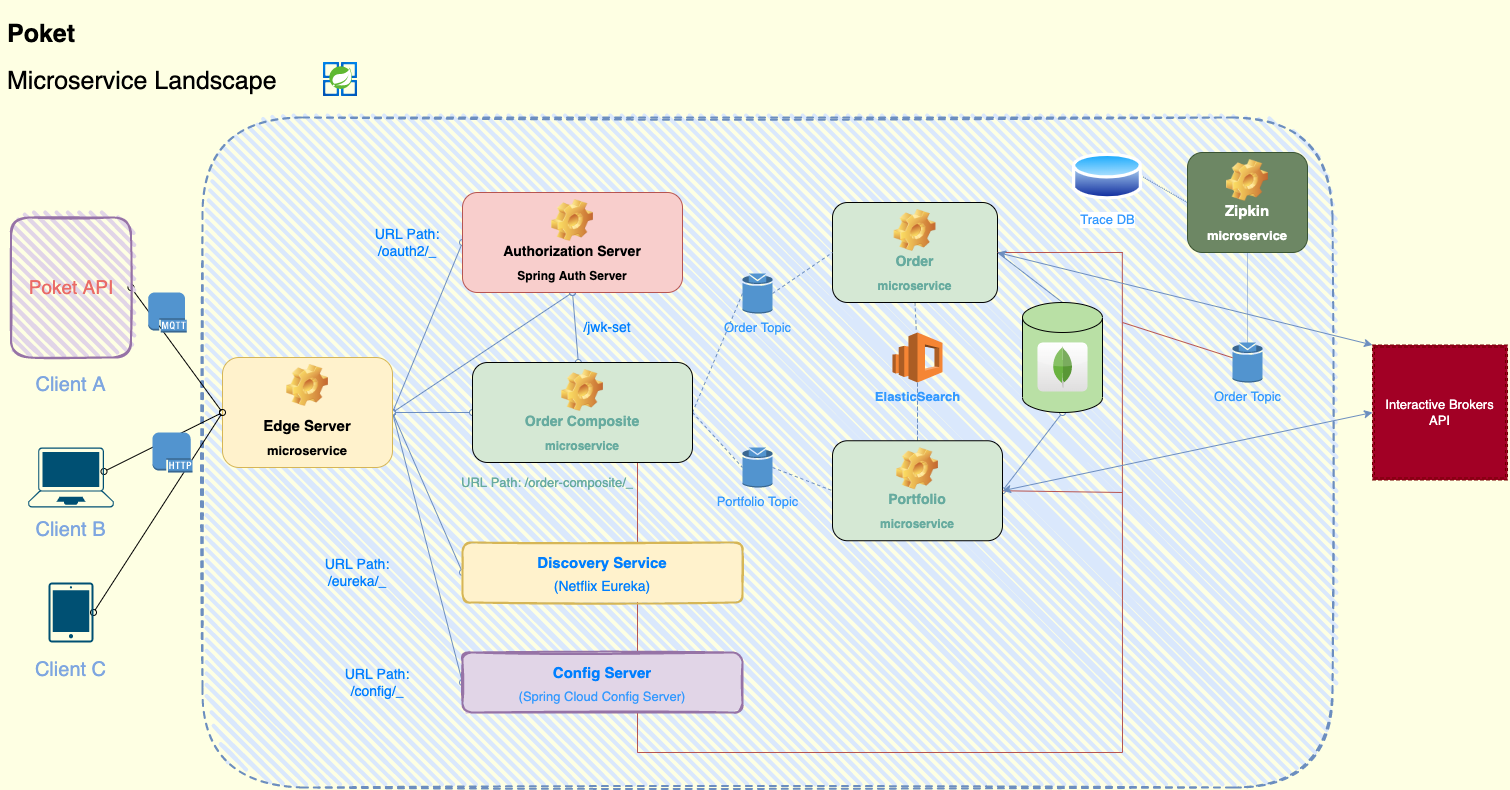 Poket
Microservice Landscape
Poket API
Client A
MQTT
HTTP
Client B
Client C
Edge Server
microservice
URL Path:
/oauth2/_
Authorization Server
Spring Auth Server
/jwk-set
Order Composite
microservice
URL Path: /order-composite/_
URL Path:
/eureka/_
Discovery Service
(Netflix Eureka)
URL Path:
/config/_
Config Server
(Spring Cloud Config Server)
Order Topic
Portfolio Topic
Order
microservice
ElasticSearch
Portfolio
microservice
Trace DB
Zipkin
microservice
Order Topic
Interactive Brokers
API